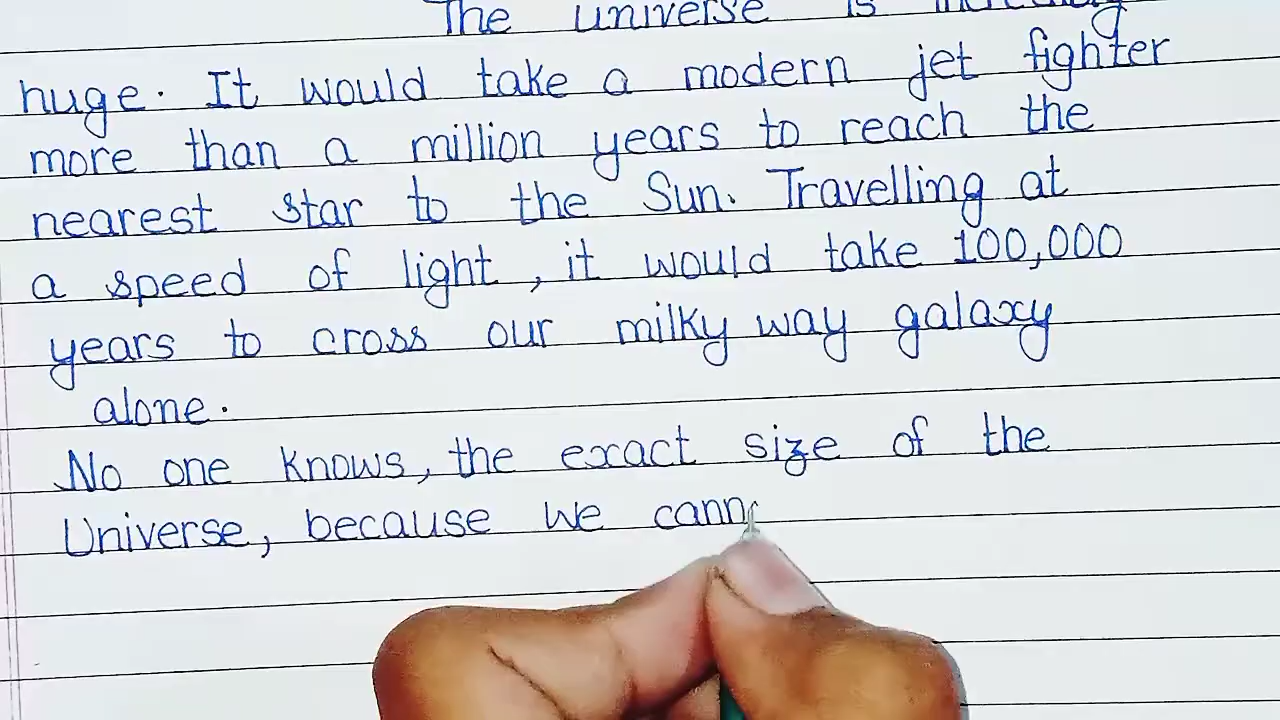 The universe is
huge. It would take a modern jet fighter
more than a million years to reach the
nearest star to the Sun. Travelling at
a speed of light, it would take 100,000
years to cross our milky way galaxy
alone.
No one knows, the exact size of the
Universe, because we cann